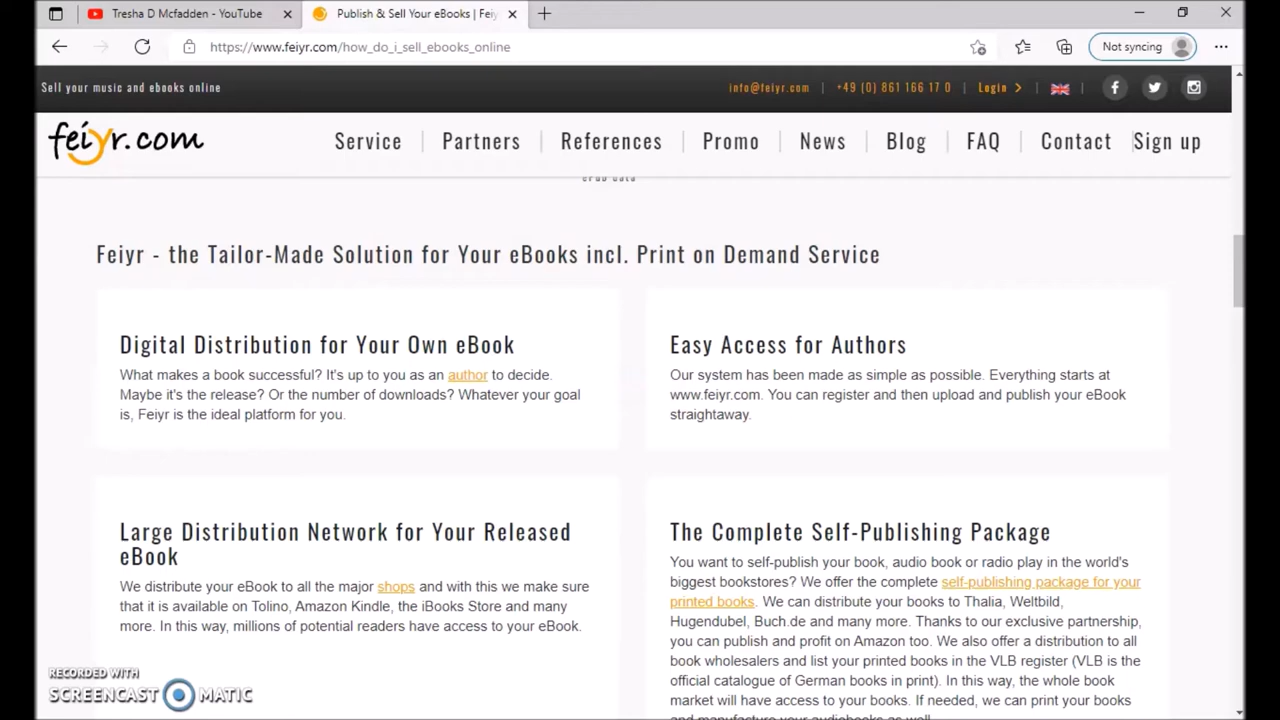 Tresha D Mcfadden - YouTube
Publish & Sell Your eBooks | Feiy
Not syncing
https://www.feiyr.com/how_do_i_sell_ebooks_online
Sell your music and ebooks online
info@feiyr.com | +49 (0) 861 166 17 0 | Login >
feiyr.com
Service | Partners | References | Promo | News | Blog | FAQ | Contact | Sign up
ePub data
Feiyr - the Tailor-Made Solution for Your eBooks incl. Print on Demand Service
Digital Distribution for Your Own eBook
What makes a book successful? It's up to you as an author to decide.
Maybe it's the release? Or the number of downloads? Whatever your goal
is, Feiyr is the ideal platform for you.
Easy Access for Authors
Our system has been made as simple as possible. Everything starts at
www.feiyr.com. You can register and then upload and publish your eBook
straightaway.
Large Distribution Network for Your Released
eBook
We distribute your eBook to all the major shops and with this we make sure
that it is available on Tolino, Amazon Kindle, the iBooks Store and many
more. In this way, millions of potential readers have access to your eBook.
The Complete Self-Publishing Package
You want to self-publish your book, audio book or radio play in the world's
biggest bookstores? We offer the complete self-publishing package for your
printed books. We can distribute your books to Thalia, Weltbild,
Hugendubel, Buch.de and many more. Thanks to our exclusive partnership,
you can publish and profit on Amazon too. We also offer a distribution to all
book wholesalers and list your printed books in the VLB register (VLB is the
official catalogue of German books in print). In this way, the whole book
market will have access to your books. If needed, we can print your books
and manufacture your audiobooks as well.
RECORDED WITH
SCREENCAST MATIC